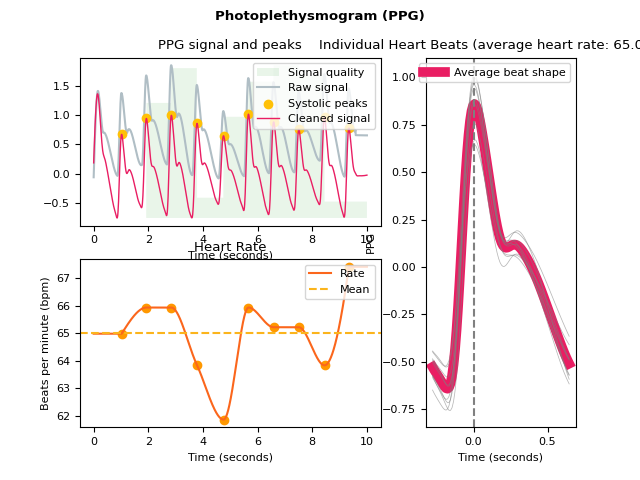 Photoplethysmogram (PPG)
PPG signal and peaks
Individual Heart Beats (average heart rate: 65.0
Signal quality
Raw signal
Systolic peaks
Cleaned signal
1.5
1.0
0.5
0.0
−0.5
0 2 4 6 8 10
Time (seconds)
Heart Rate
Rate
Mean
Beats per minute (bpm)
67
66
65
64
63
62
0 2 4 6 8 10
Time (seconds)
Average beat shape
PPG
1.00
0.75
0.50
0.25
0.00
−0.25
−0.50
−0.75
0.0 0.5
Time (seconds)